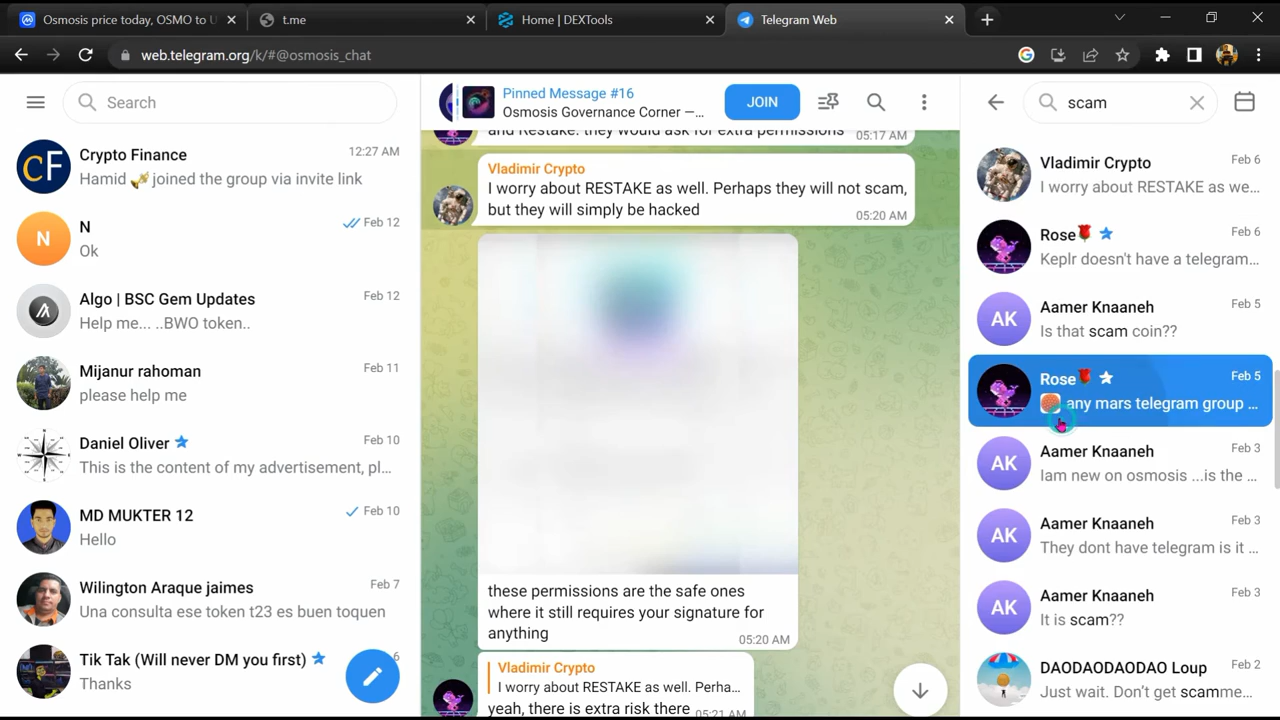 Osmosis price today, OSMO to U
t.me
Home | DEXTools
Telegram Web
web.telegram.org/k/#@osmosis_chat
Search
Crypto Finance
12:27 AM
Hamid joined the group via invite link
N
Feb 12
N
Ok
Algo | BSC Gem Updates
Feb 12
Help me... ..BWO token..
Mijanur rahoman
Feb 11
please help me
Daniel Oliver
Feb 10
This is the content of my advertisement, pl...
MD MUKTER 12
Feb 10
Hello
Wilington Araque jaimes
Feb 7
Una consulta ese token t23 es buen toquen
Tik Tak (Will never DM you first)
6
Thanks
Pinned Message #16
Osmosis Governance Corner —...
JOIN
and Restake. they would ask for extra permissions
05:17 AM
Vladimir Crypto
I worry about RESTAKE as well. Perhaps they will not scam,
but they will simply be hacked
05:20 AM
these permissions are the safe ones
where it still requires your signature for
anything
05:20 AM
Vladimir Crypto
I worry about RESTAKE as well. Perha...
yeah, there is extra risk there
05:21 AM
scam
Vladimir Crypto
Feb 6
I worry about RESTAKE as we...
Rose
Feb 6
Keplr doesn't have a telegram...
AK
Aamer Knaaneh
Feb 5
Is that scam coin??
Rose
Feb 5
any mars telegram group ...
AK
Aamer Knaaneh
Feb 3
Iam new on osmosis ...is the ...
AK
Aamer Knaaneh
Feb 3
They dont have telegram is it ...
AK
Aamer Knaaneh
Feb 3
It is scam??
DAODAODAODAO Loup
Feb 2
Just wait. Don’t get scamme...